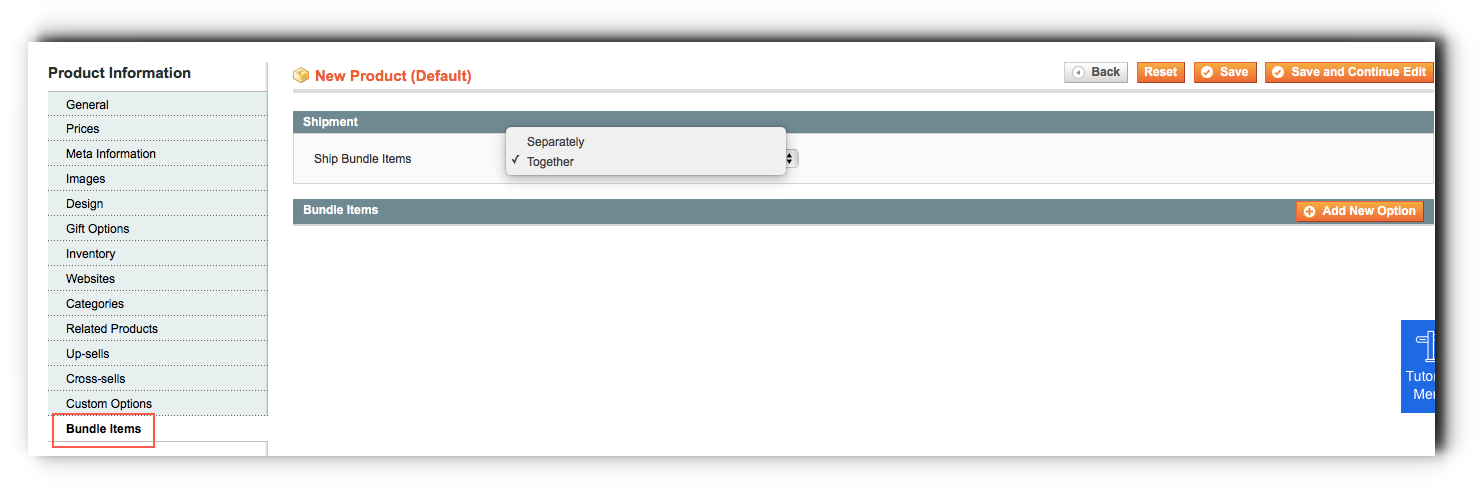 Product Information
General
Prices
Meta Information
Images
Design
Gift Options
Inventory
Websites
Categories
Related Products
Up-sells
Cross-sells
Custom Options
Bundle Items
New Product (Default)
Back Reset Save Save and Continue Edit
Shipment
Ship Bundle Items
Separately
✓ Together
Bundle Items
Add New Option